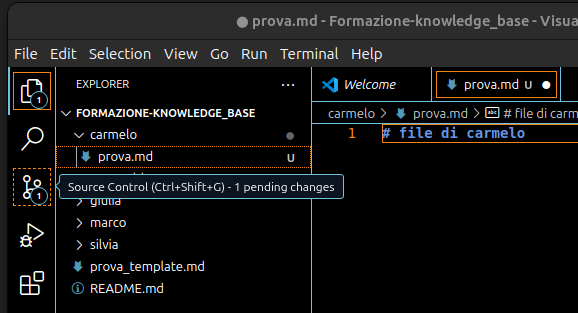 prova.md - Formazione-knowledge_base - Visua
File Edit Selection View Go Run Terminal Help
EXPLORER
Welcome
prova.md U
FORMAZIONE-KNOWLEDGE_BASE
carmelo > prova.md > abc # file di carm
carmelo
1 # file di carmelo
prova.md U
Source Control (Ctrl+Shift+G) - 1 pending changes
giulia
marco
silvia
prova_template.md
README.md
1
1